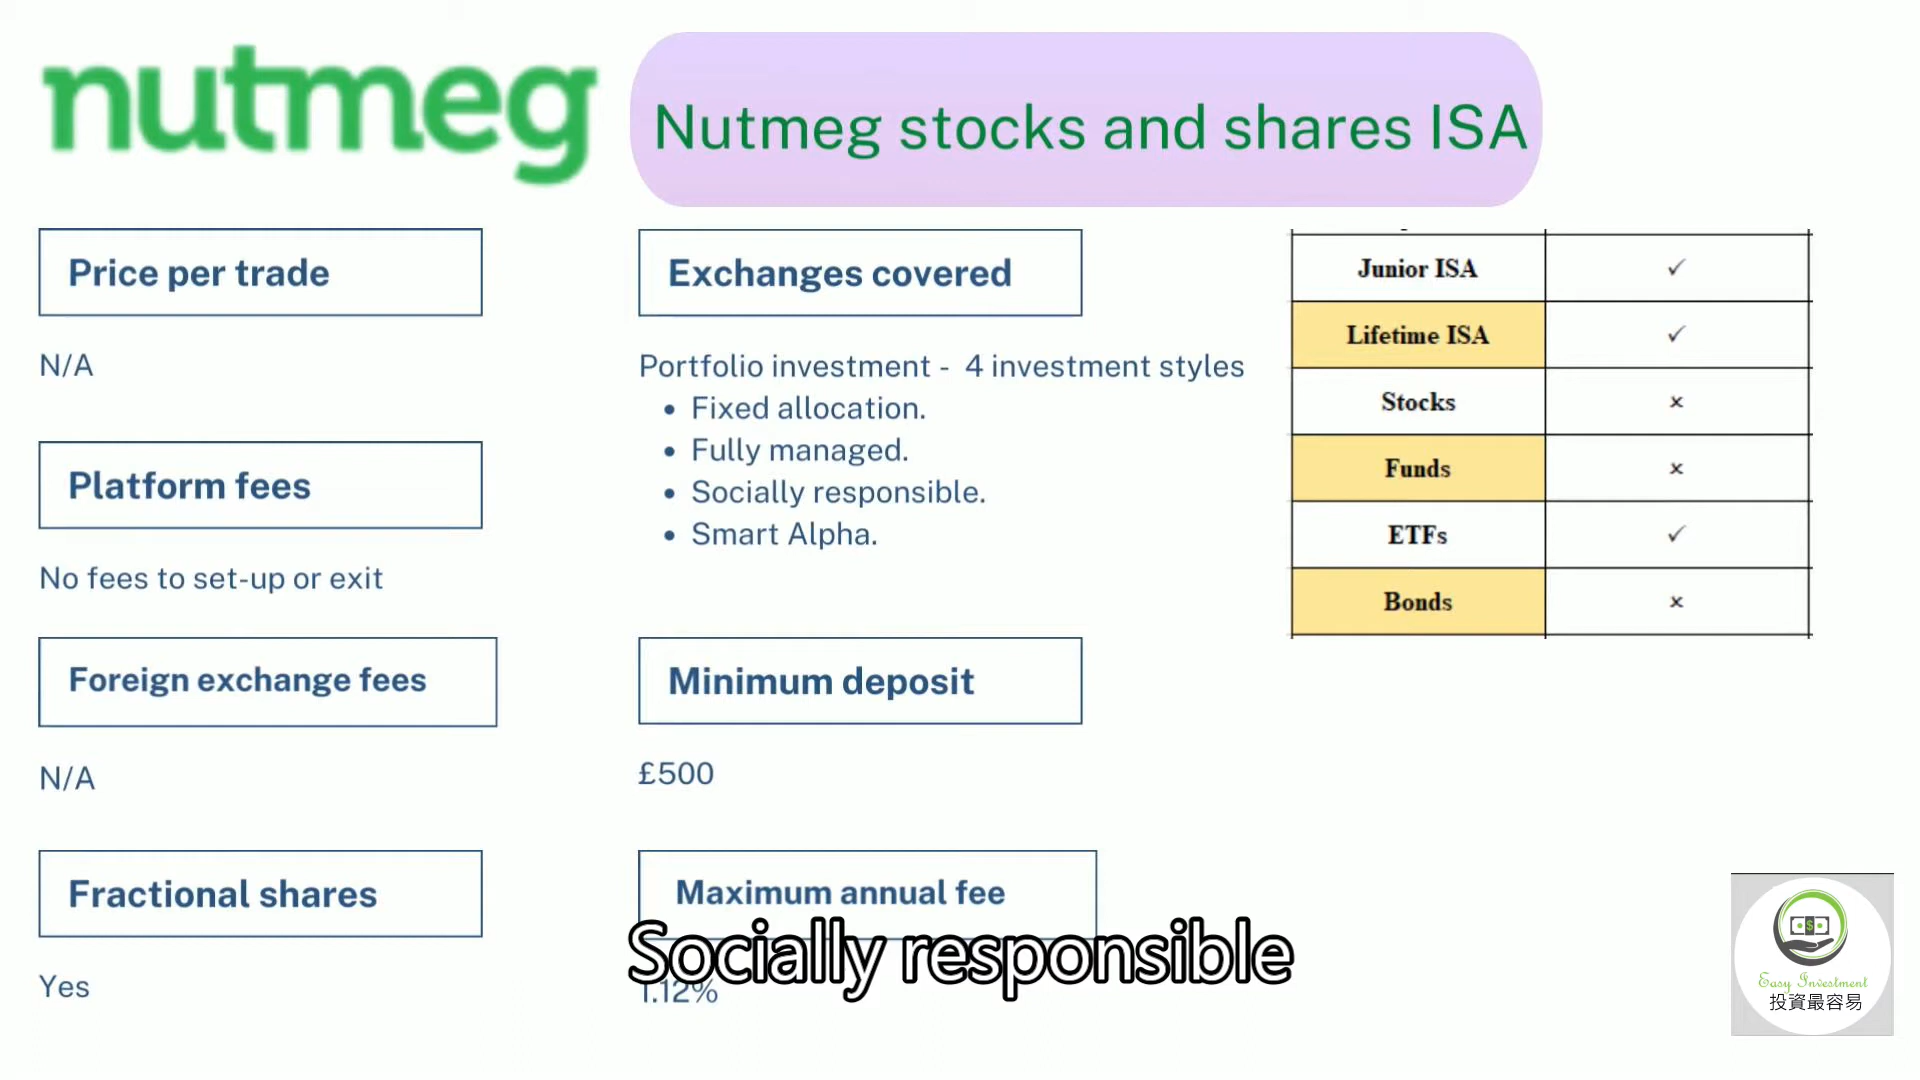 nutmeg
Nutmeg stocks and shares ISA
Price per trade
N/A
Platform fees
No fees to set-up or exit
Foreign exchange fees
N/A
Fractional shares
Yes
Exchanges covered
Portfolio investment - 4 investment styles
• Fixed allocation.
• Fully managed.
• Socially responsible.
• Smart Alpha.
Minimum deposit
£500
Maximum annual fee
1.12%
Junior ISA ✓
Lifetime ISA ✓
Stocks ×
Funds ×
ETFs ✓
Bonds ×
Socially responsible
Easy Investment
投資最容易